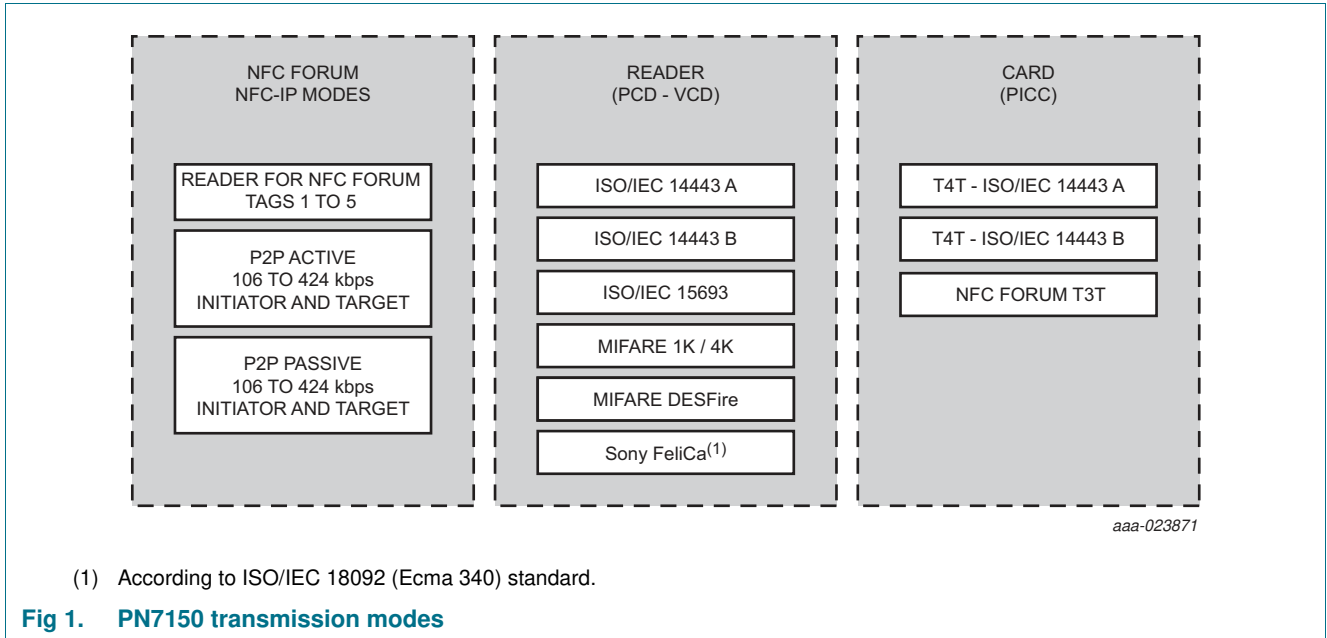 NFC FORUM
NFC-IP MODES
READER FOR NFC FORUM
TAGS 1 TO 5
P2P ACTIVE
106 TO 424 kbps
INITIATOR AND TARGET
P2P PASSIVE
106 TO 424 kbps
INITIATOR AND TARGET
READER
(PCD - VCD)
ISO/IEC 14443 A
ISO/IEC 14443 B
ISO/IEC 15693
MIFARE 1K / 4K
MIFARE DESFire
Sony FeliCa(1)
CARD
(PICC)
T4T - ISO/IEC 14443 A
T4T - ISO/IEC 14443 B
NFC FORUM T3T
aaa-023871
(1) According to ISO/IEC 18092 (Ecma 340) standard.
Fig 1. PN7150 transmission modes